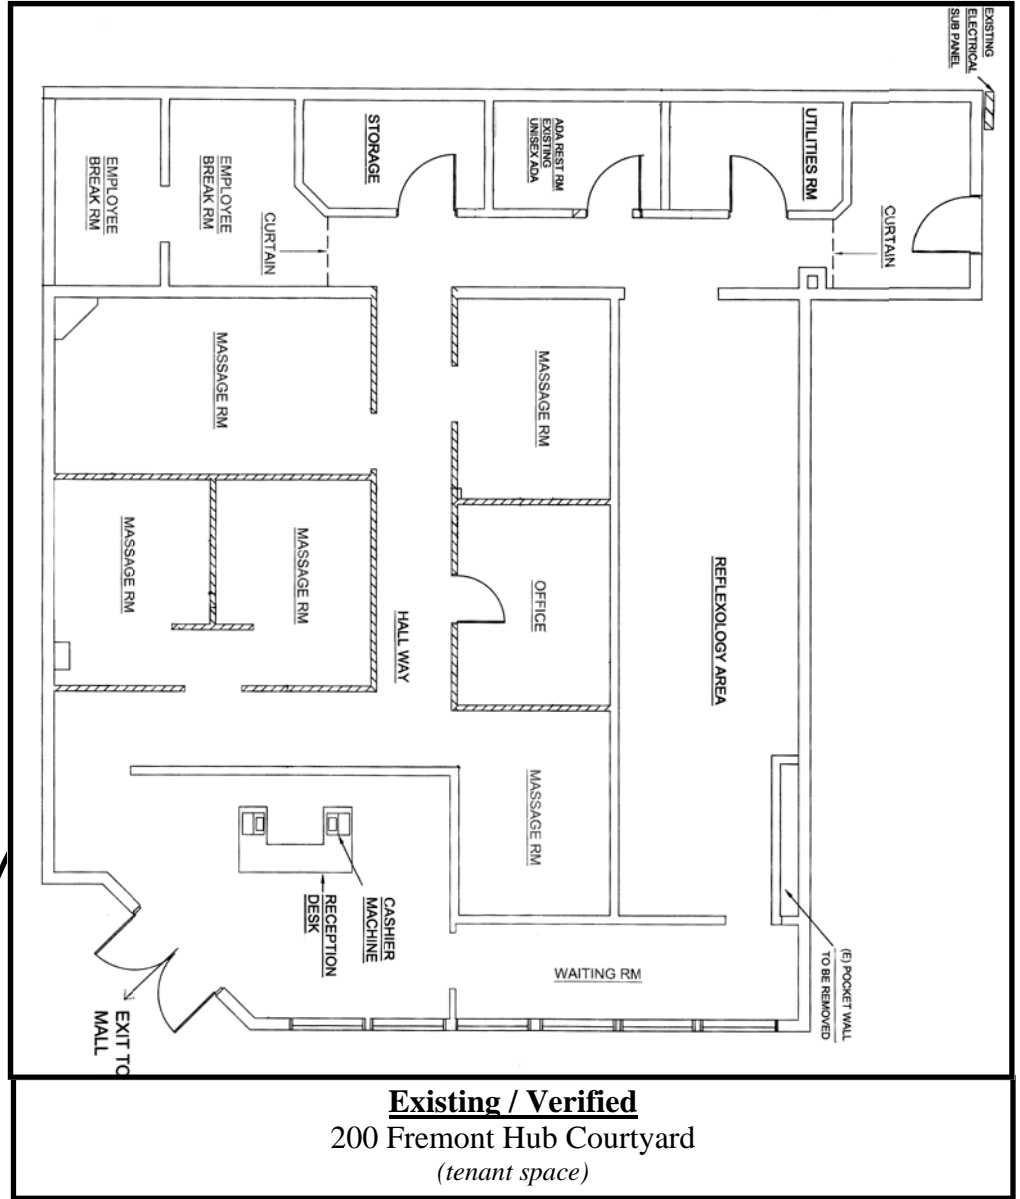 EXISTING
ELECTRICAL
SUB PANEL
STORAGE
ADA REST RM
EXISTING
UNISEX ADA
UTILITIES RM
EMPLOYEE
BREAK RM
EMPLOYEE
BREAK RM
CURTAIN
CURTAIN
MASSAGE RM
MASSAGE RM
MASSAGE RM
MASSAGE RM
OFFICE
REFLEXOLOGY AREA
HALL WAY
MASSAGE RM
CASHIER
MACHINE
RECEPTION
DESK
WAITING RM
(E) POCKET WALL
TO BE REMOVED
EXIT TO
MALL
Existing / Verified
200 Fremont Hub Courtyard
(tenant space)